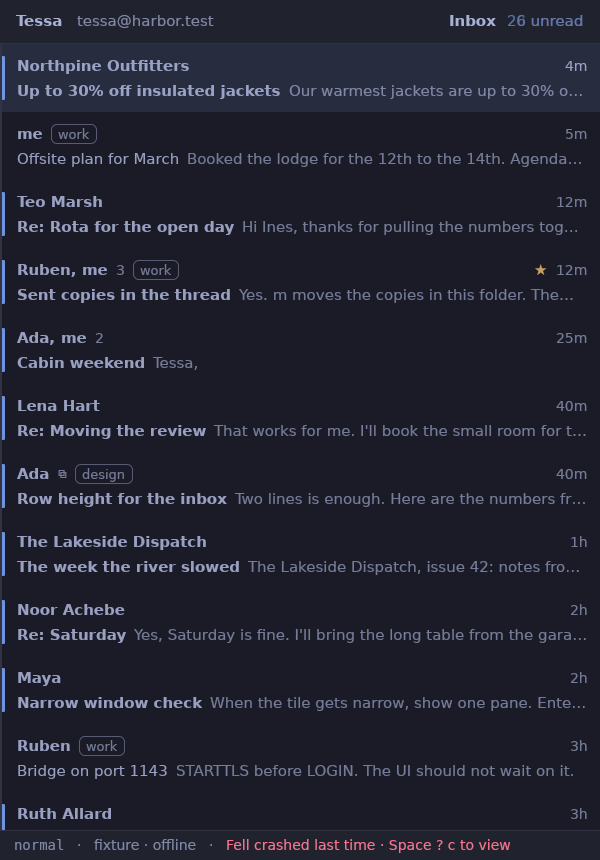 Tessa tessa@harbor.test Inbox 26 unread
Northpine Outfitters 4m
Up to 30% off insulated jackets Our warmest jackets are up to 30% o…
me work 5m
Offsite plan for March Booked the lodge for the 12th to the 14th. Agenda…
Teo Marsh 12m
Re: Rota for the open day Hi Ines, thanks for pulling the numbers tog…
Ruben, me 3 work ★ 12m
Sent copies in the thread Yes. m moves the copies in this folder. The…
Ada, me 2 25m
Cabin weekend Tessa,
Lena Hart 40m
Re: Moving the review That works for me. I'll book the small room for t…
Ada design 40m
Row height for the inbox Two lines is enough. Here are the numbers fr…
The Lakeside Dispatch 1h
The week the river slowed The Lakeside Dispatch, issue 42: notes fro…
Noor Achebe 2h
Re: Saturday Yes, Saturday is fine. I'll bring the long table from the gara…
Maya 2h
Narrow window check When the tile gets narrow, show one pane. Ente…
Ruben work 3h
Bridge on port 1143 STARTTLS before LOGIN. The UI should not wait on it.
Ruth Allard 3h
normal · fixture · offline · Fell crashed last time · Space ? c to view